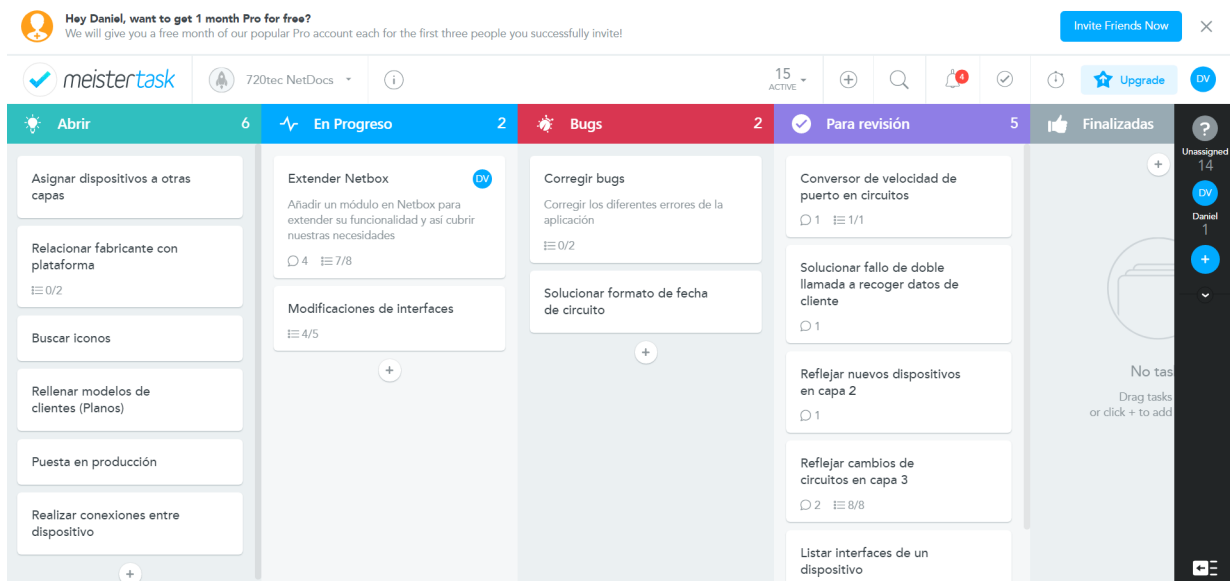 Hey Daniel, want to get 1 month Pro for free?
We will give you a free month of our popular Pro account each for the first three people you successfully invite!
Invite Friends Now
meistertask
720tec NetDocs
15
ACTIVE
4
Upgrade
DV
Abrir 6
Asignar dispositivos a otras
capas
Relacionar fabricante con
plataforma
0/2
Buscar iconos
Rellenar modelos de
clientes (Planos)
Puesta en producción
Realizar conexiones entre
dispositivo
En Progreso 2
Extender Netbox DV
Añadir un módulo en Netbox para
extender su funcionalidad y así cubrir
nuestras necesidades
4 7/8
Modificaciones de interfaces
4/5
Bugs 2
Corregir bugs
Corregir los diferentes errores de la
aplicación
0/2
Solucionar formato de fecha
de circuito
Para revisión 5
Conversor de velocidad de
puerto en circuitos
1 1/1
Solucionar fallo de doble
llamada a recoger datos de
cliente
1
Reflejar nuevos dispositivos
en capa 2
1
Reflejar cambios de
circuitos en capa 3
2 8/8
Listar interfaces de un
dispositivo
Finalizadas
No tas
Drag tasks
or click + to add
Unassigned
14
DV
Daniel
1